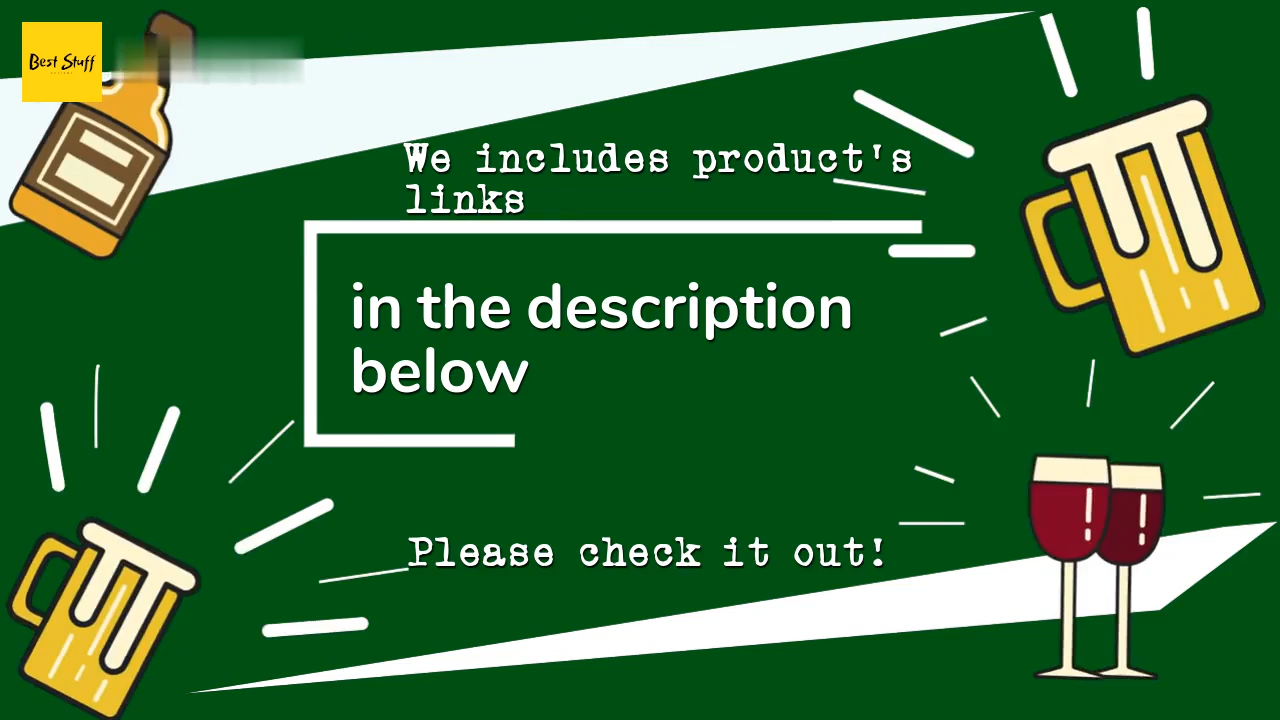 Best Stuff
We includes product's
links
in the description
below
Please check it out!